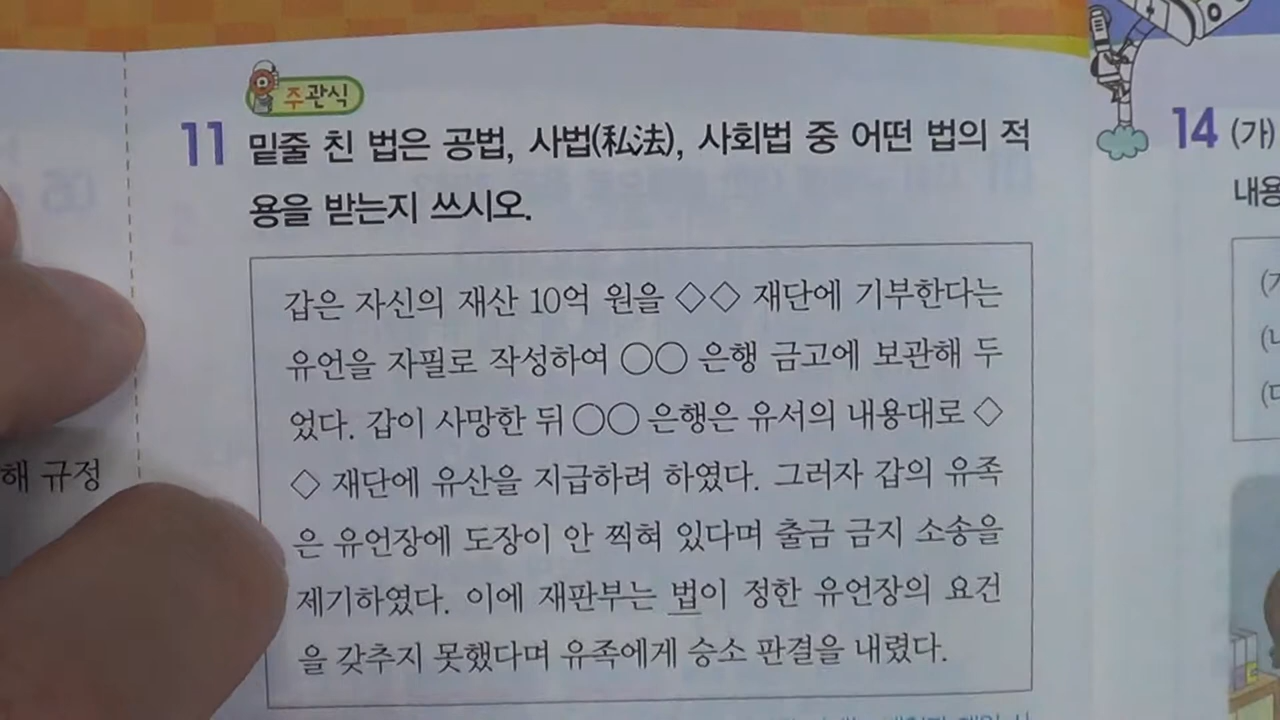 주관식
11 밑줄 친 법은 공법, 사법(私法), 사회법 중 어떤 법의 적
용을 받는지 쓰시오.
갑은 자신의 재산 10억 원을 ◇◇ 재단에 기부한다는
유언을 자필로 작성하여 ○○ 은행 금고에 보관해 두
었다. 갑이 사망한 뒤 ○○ 은행은 유서의 내용대로 ◇
◇ 재단에 유산을 지급하려 하였다. 그러자 갑의 유족
은 유언장에 도장이 안 찍혀 있다며 출금 금지 소송을
제기하였다. 이에 재판부는 법이 정한 유언장의 요건
을 갖추지 못했다며 유족에게 승소 판결을 내렸다.
해 규정
14 (가)
내용